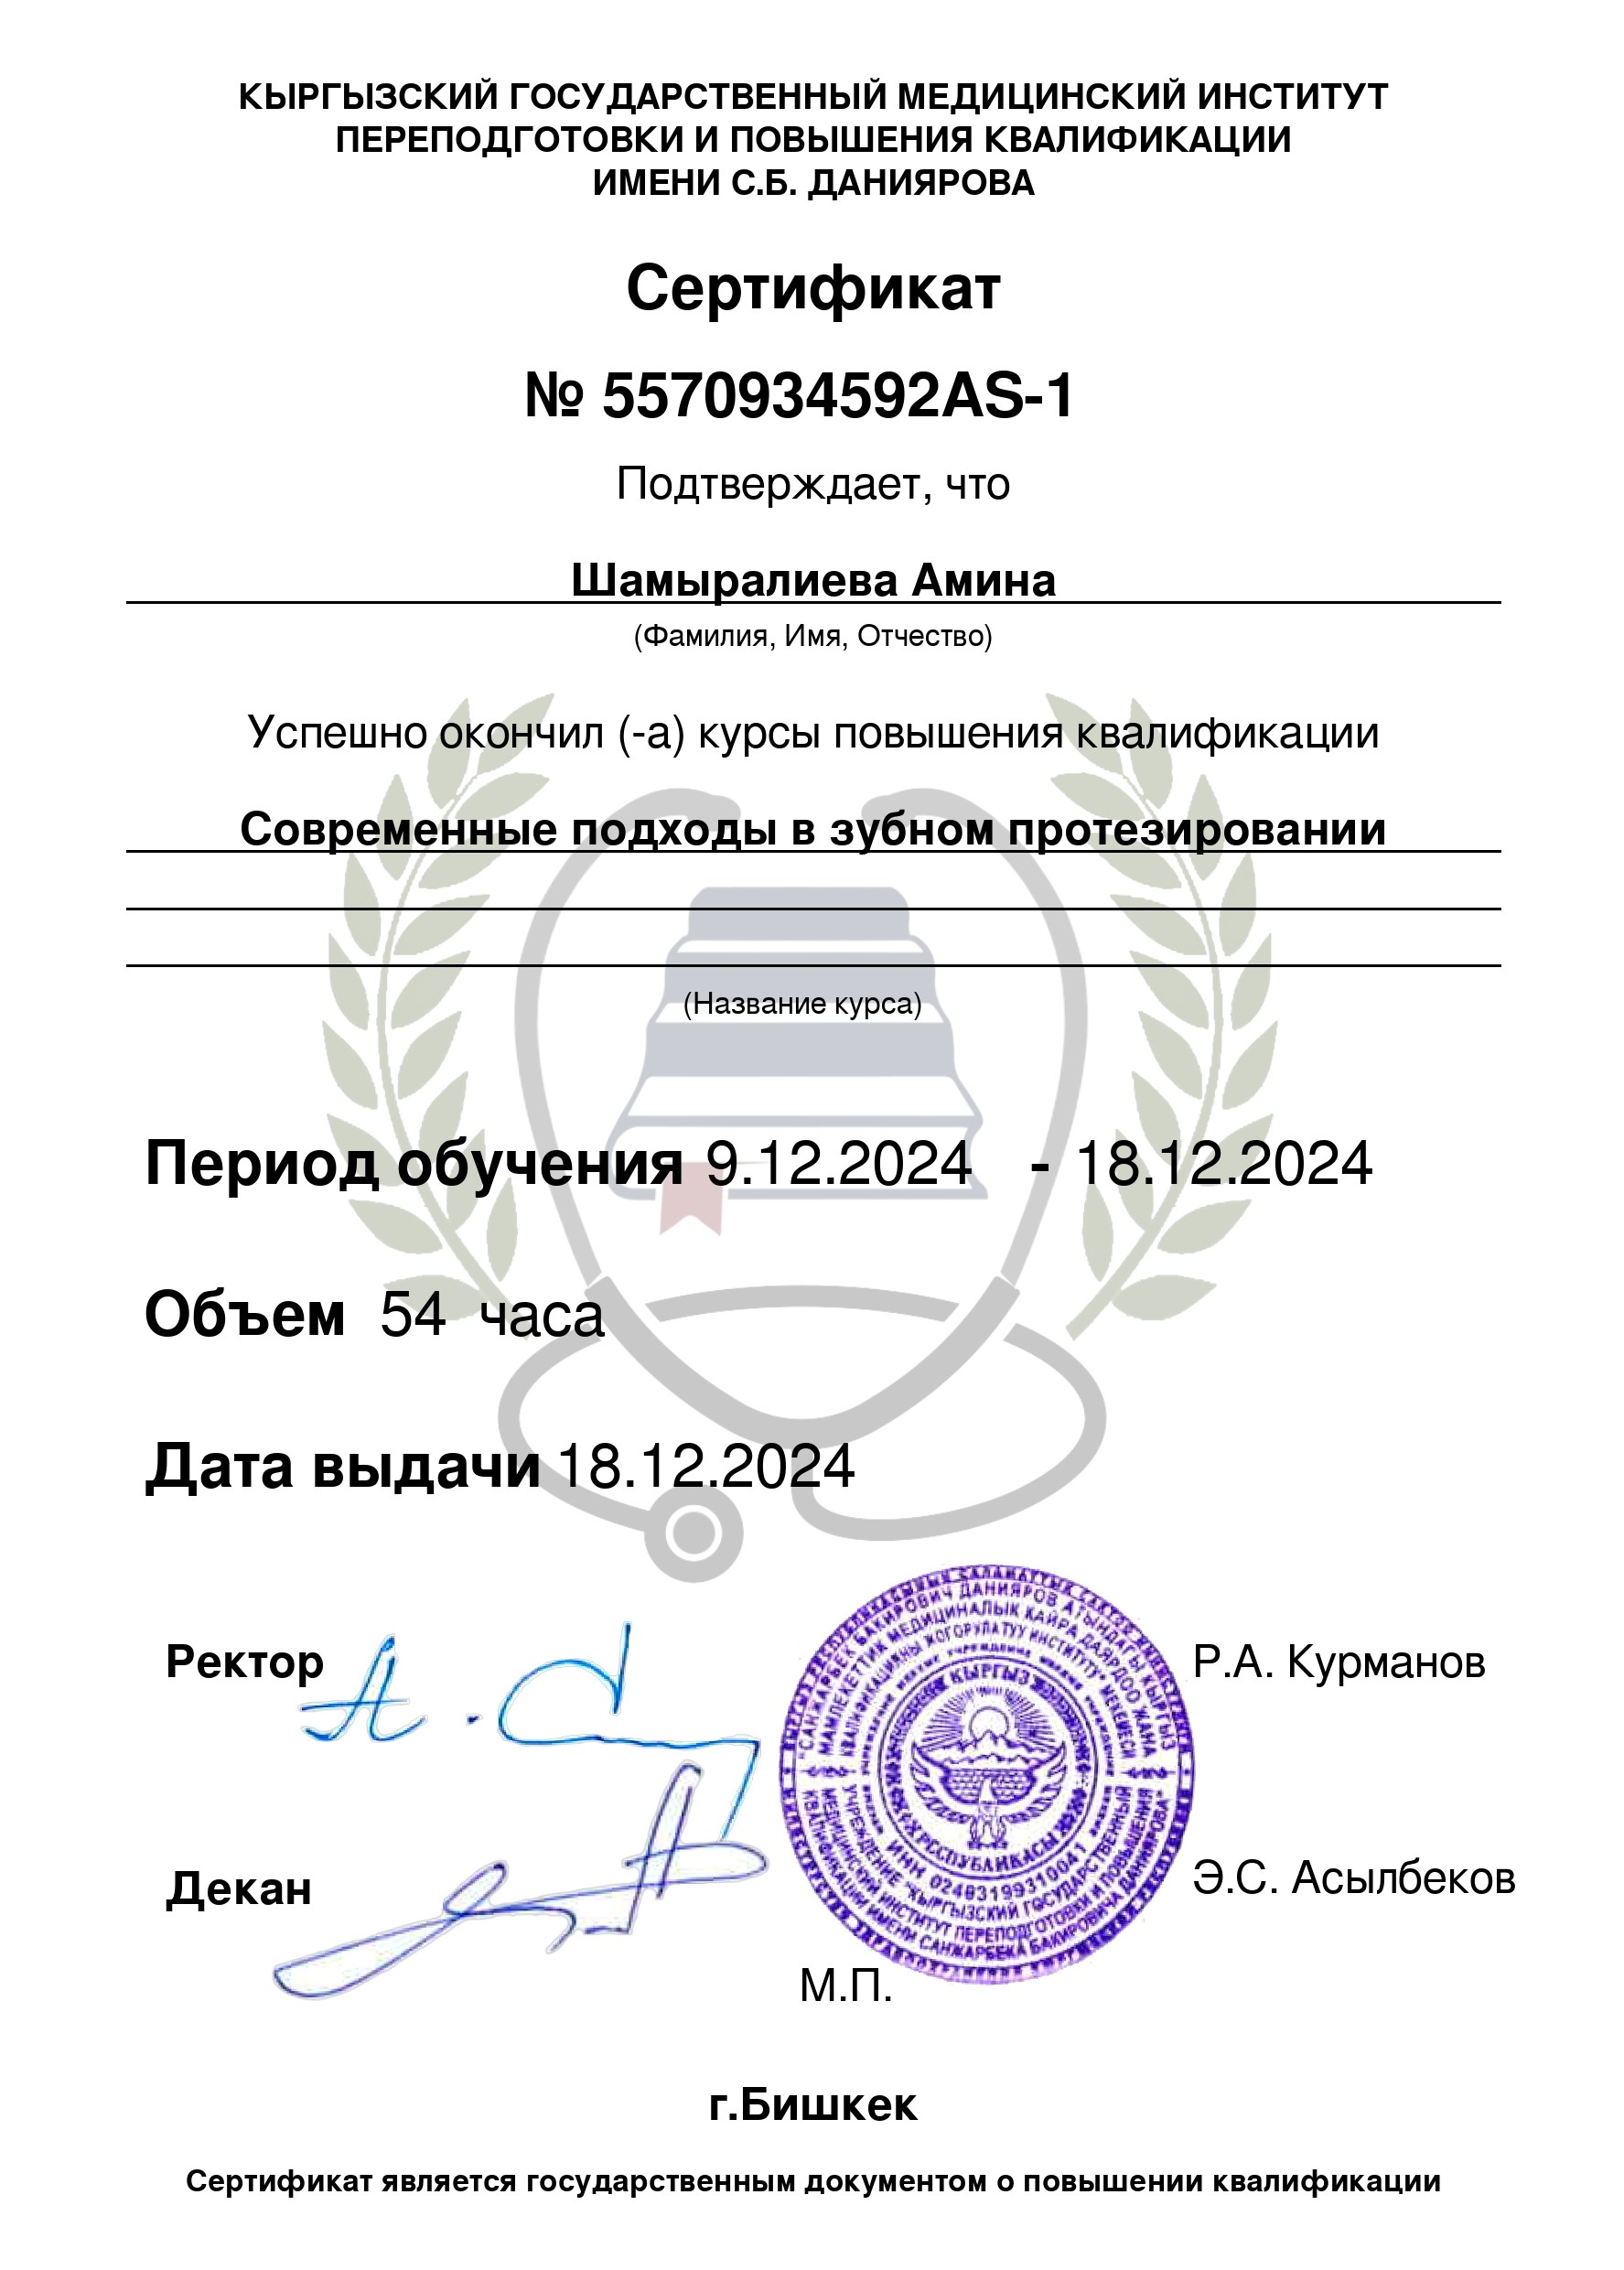 КЫРГЫЗСКИЙ ГОСУДАРСТВЕННЫЙ МЕДИЦИНСКИЙ ИНСТИТУТ
ПЕРЕПОДГОТОВКИ И ПОВЫШЕНИЯ КВАЛИФИКАЦИИ
ИМЕНИ С.Б. ДАНИЯРОВА
Сертификат
№ 5570934592AS-1
Подтверждает, что
Шамыралиева Амина
(Фамилия, Имя, Отчество)
Успешно окончил (-а) курсы повышения квалификации
Современные подходы в зубном протезировании
(Название курса)
Период обучения 9.12.2024 - 18.12.2024
Объем 54 часа
Дата выдачи 18.12.2024
Ректор
Р.А. Курманов
"САНЖАРБЕК БАКИРОВИЧ ДАНИЯРОВ АТЫНДАГЫ КЫРГЫЗ
МАМЛЕКЕТТИК МЕДИЦИНАЛЫК КАЙРА ДАЯРДОО ЖАНА
КВАЛИФИКАЦИЯНЫ ЖОГОРУЛАТУУ ИНСТИТУТУ" МЕКЕМЕСИ
КЫРГЫЗ
РЕСПУБЛИКАСЫ
ИНН 02483199310041
УЧРЕЖДЕНИЕ "КЫРГЫЗСКИЙ ГОСУДАРСТВЕННЫЙ
МЕДИЦИНСКИЙ ИНСТИТУТ ПЕРЕПОДГОТОВКИ И ПОВЫШЕНИЯ
КВАЛИФИКАЦИИ ИМЕНИ САНЖАРБЕКА БАКИРОВИЧА ДАНИЯРОВА"
Декан
Э.С. Асылбеков
М.П.
г.Бишкек
Сертификат является государственным документом о повышении квалификации